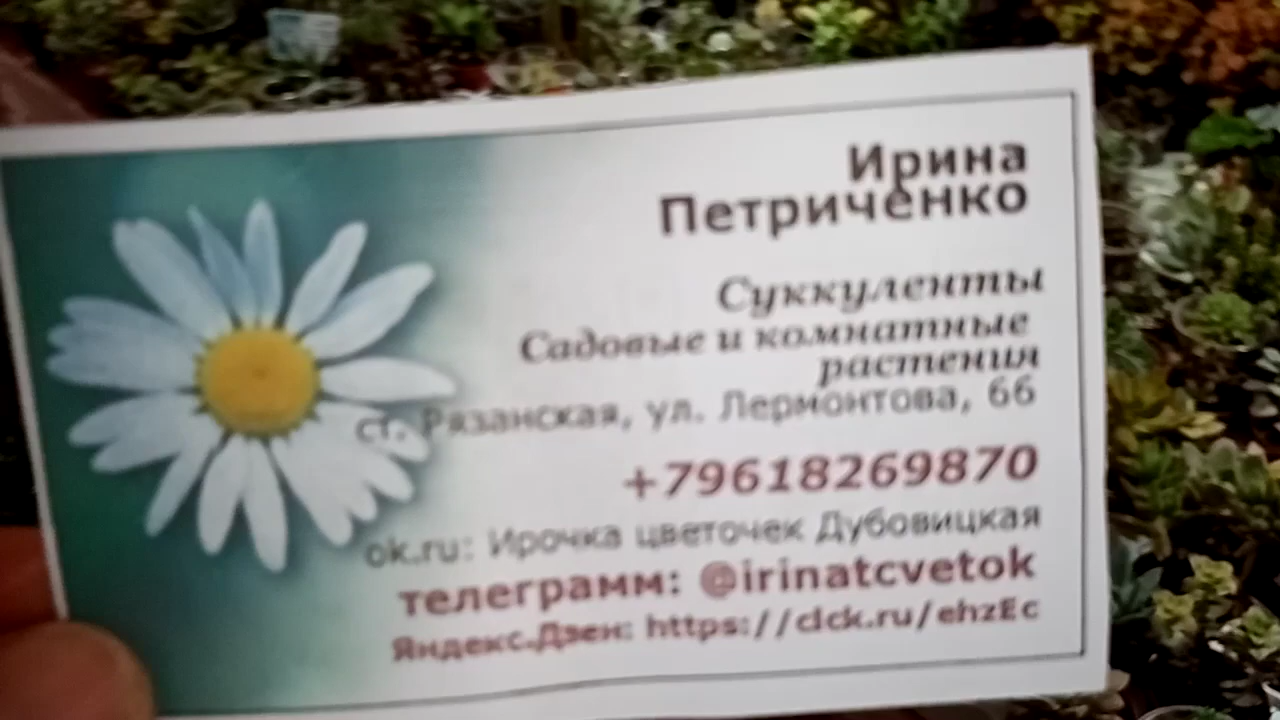 Ирина
Петриченко
Суккуленты
Садовые и комнатные
растения
ст. Рязанская, ул. Лермонтова, 66
+79618269870
ok.ru: Ирочка цветочек Дубовицкая
телеграмм: @irinatcvetok
Яндекс.Дзен: https://clck.ru/ehzEc